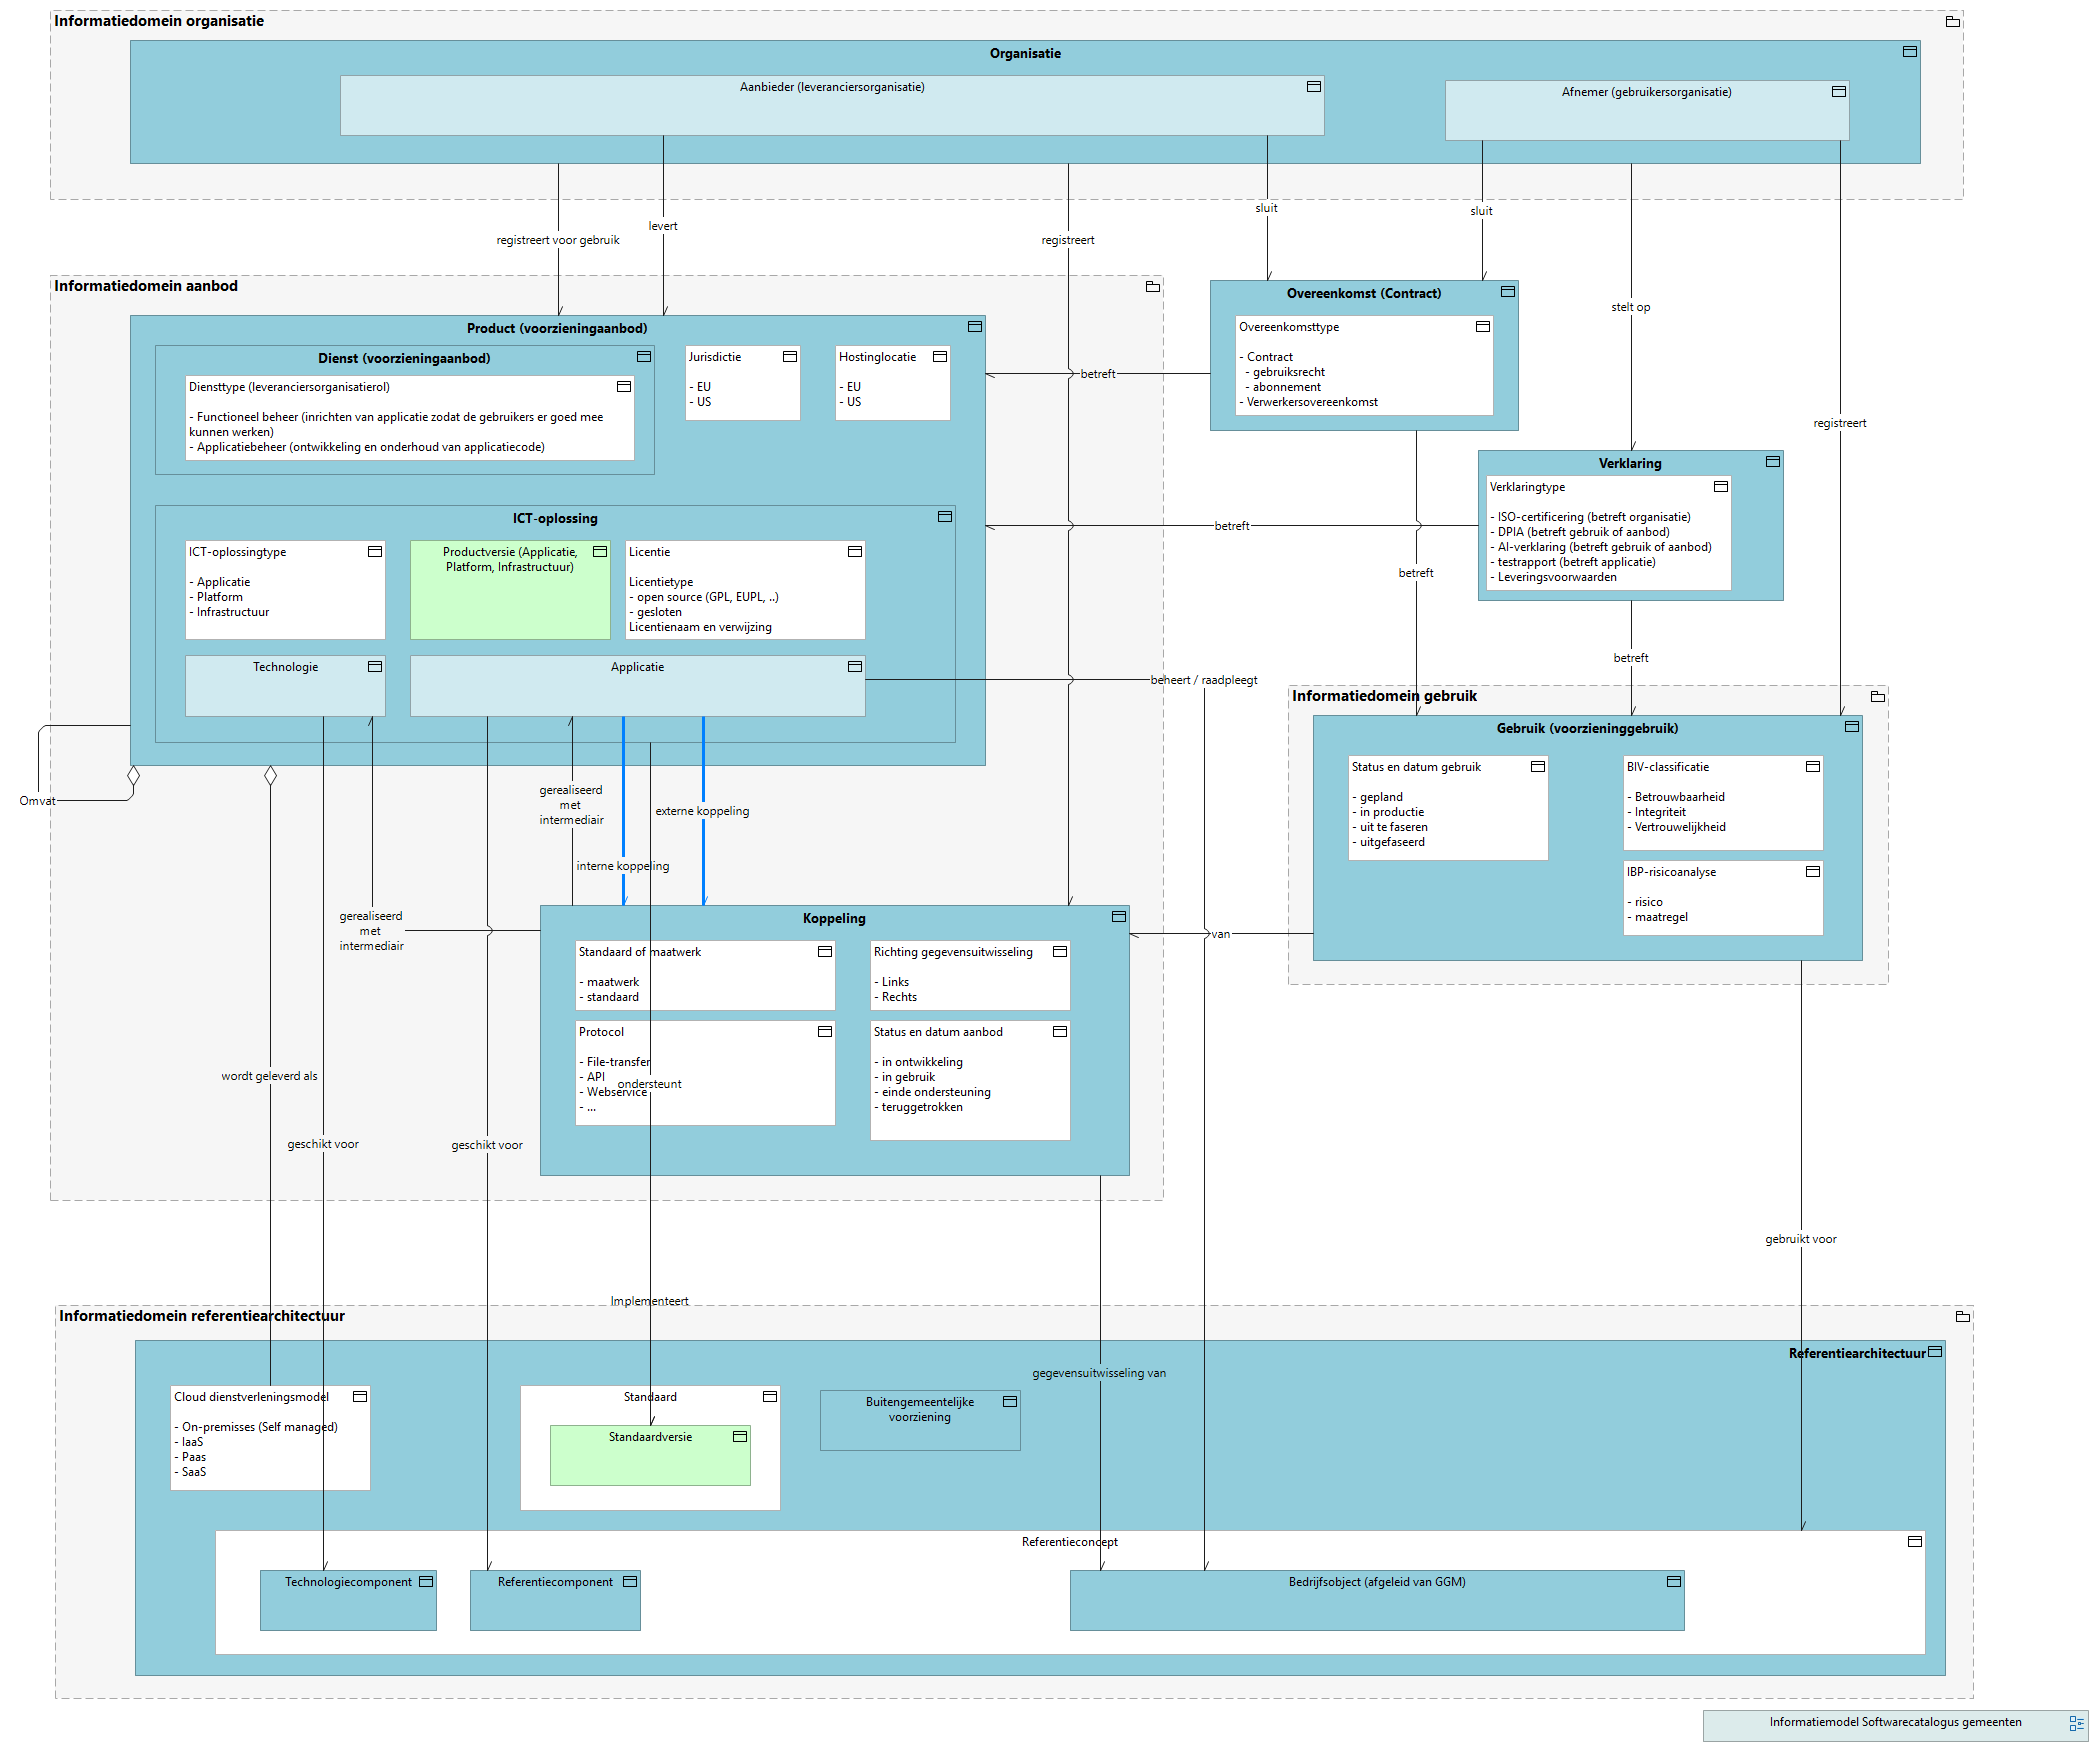 Informatiedomein organisatie
Organisatie
Aanbieder (leveranciersorganisatie)
Afnemer (gebruikersorganisatie)
sluit
sluit
levert
registreert voor gebruik
registreert
Informatiedomein aanbod
Product (voorzieningaanbod)
Dienst (voorzieningaanbod)
Diensttype (leveranciersorganisatierol)
- Functioneel beheer (inrichten van applicatie zodat de gebruikers er goed mee
kunnen werken)
- Applicatiebeheer (ontwikkeling en onderhoud van applicatiecode)
Jurisdictie
- EU
- US
Hostinglocatie
- EU
- US
betreft
Overeenkomst (Contract)
Overeenkomsttype
- Contract
- gebruiksrecht
- abonnement
- Verwerkersovereenkomst
stelt op
registreert
Verklaring
Verklaringtype
- ISO-certificering (betreft organisatie)
- DPIA (betreft gebruik of aanbod)
- AI-verklaring (betreft gebruik of aanbod)
- testrapport (betreft applicatie)
- Leveringsvoorwaarden
betreft
betreft
betreft
ICT-oplossing
ICT-oplossingtype
- Applicatie
- Platform
- Infrastructuur
Productversie (Applicatie,
Platform, Infrastructuur)
Licentie
Licentietype
- open source (GPL, EUPL, ..)
- gesloten
Licentienaam en verwijzing
Technologie
Applicatie
beheert / raadpleegt
Omvat
Informatiedomein gebruik
Gebruik (voorzieninggebruik)
Status en datum gebruik
- gepland
- in productie
- uit te faseren
- uitgefaseerd
BIV-classificatie
- Betrouwbaarheid
- Integriteit
- Vertrouwelijkheid
IBP-risicoanalyse
- risico
- maatregel
gerealiseerd
met
intermediair
externe koppeling
interne koppeling
gerealiseerd
met
intermediair
van
Koppeling
Standaard of maatwerk
- maatwerk
- standaard
Richting gegevensuitwisseling
- Links
- Rechts
Protocol
- File-transfer
- API
- Webservice
- ...
Status en datum aanbod
- in ontwikkeling
- in gebruik
- einde ondersteuning
- teruggetrokken
ondersteunt
wordt geleverd als
geschikt voor
geschikt voor
gebruikt voor
Implementeert
Informatiedomein referentiearchitectuur
Referentiearchitectuur
gegevensuitwisseling van
Cloud dienstverleningsmodel
- On-premisses (Self managed)
- IaaS
- Paas
- SaaS
Standaard
Standaardversie
Buitengemeentelijke
voorziening
Referentieconcept
Technologiecomponent
Referentiecomponent
Bedrijfsobject (afgeleid van GGM)
Informatiemodel Softwarecatalogus gemeenten